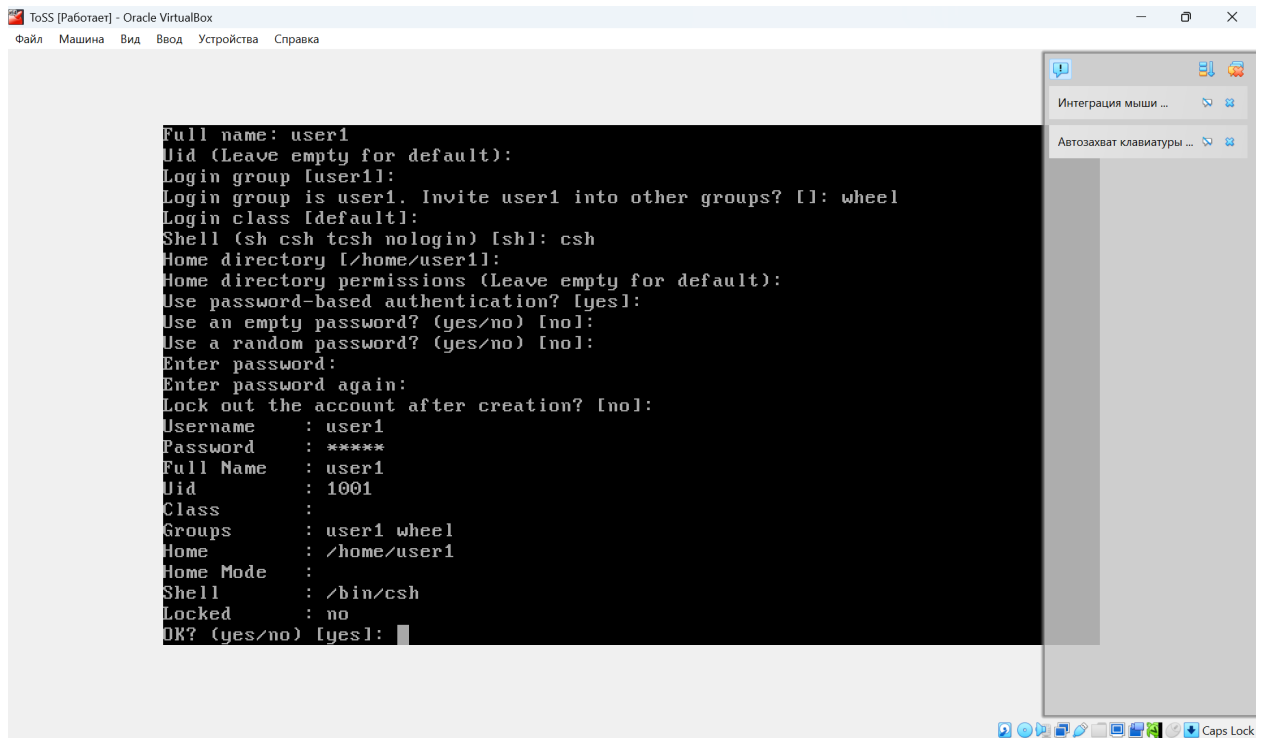 ToSS [Работает] - Oracle VirtualBox
Файл Машина Вид Ввод Устройства Справка
Интеграция мыши ...
Автозахват клавиатуры ...
Full name: user1
Uid (Leave empty for default):
Login group [user1]:
Login group is user1. Invite user1 into other groups? []: wheel
Login class [default]:
Shell (sh csh tcsh nologin) [sh]: csh
Home directory [/home/user1]:
Home directory permissions (Leave empty for default):
Use password-based authentication? [yes]:
Use an empty password? (yes/no) [no]:
Use a random password? (yes/no) [no]:
Enter password:
Enter password again:
Lock out the account after creation? [no]:
Username : user1
Password : *****
Full Name : user1
Uid : 1001
Class :
Groups : user1 wheel
Home : /home/user1
Home Mode :
Shell : /bin/csh
Locked : no
OK? (yes/no) [yes]:
Caps Lock